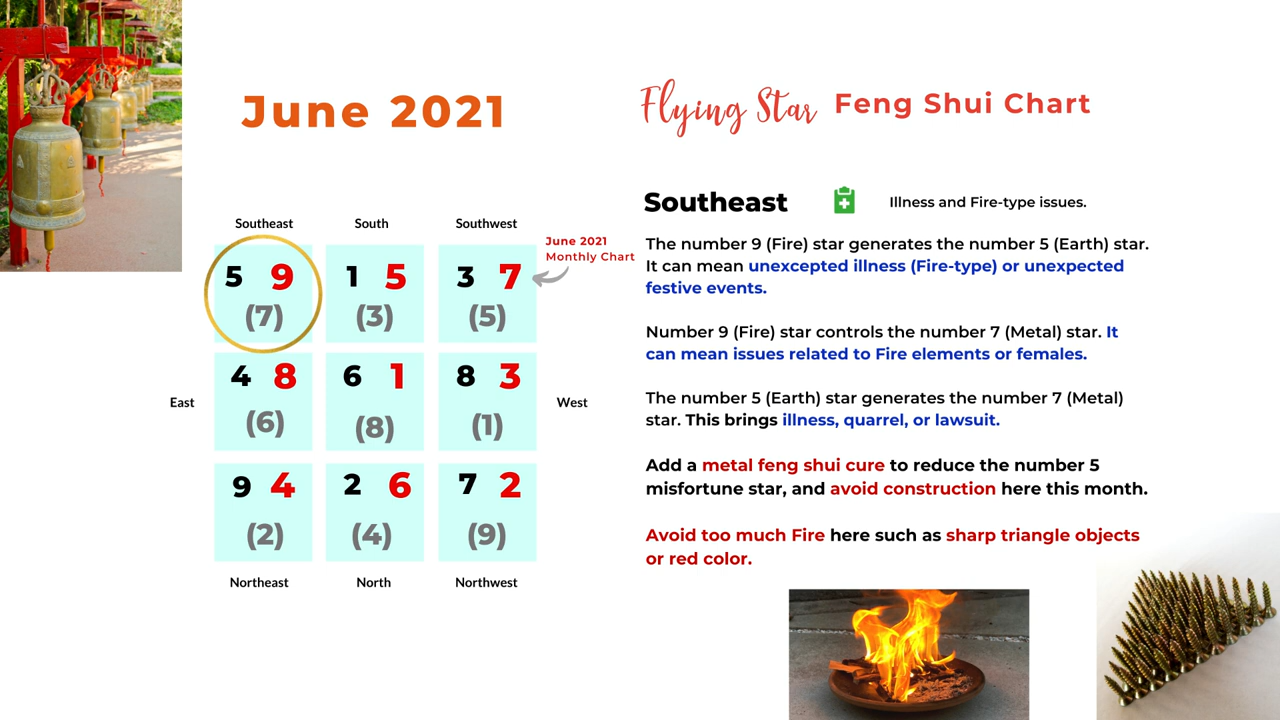 June 2021
Flying Star Feng Shui Chart
Southeast South Southwest
June 2021
Monthly Chart
5 9 1 5 3 7
(7) (3) (5)
4 8 6 1 8 3
East West
(6) (8) (1)
9 4 2 6 7 2
(2) (4) (9)
Northeast North Northwest
Southeast Illness and Fire-type issues.
The number 9 (Fire) star generates the number 5 (Earth) star.
It can mean unexcepted illness (Fire-type) or unexpected
festive events.
Number 9 (Fire) star controls the number 7 (Metal) star. It
can mean issues related to Fire elements or females.
The number 5 (Earth) star generates the number 7 (Metal)
star. This brings illness, quarrel, or lawsuit.
Add a metal feng shui cure to reduce the number 5
misfortune star, and avoid construction here this month.
Avoid too much Fire here such as sharp triangle objects
or red color.